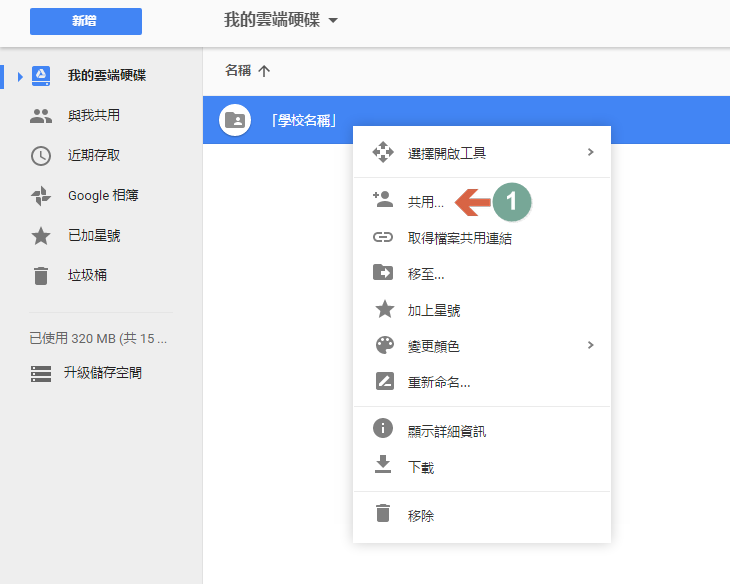 新增
我的雲端硬碟
我的雲端硬碟
與我共用
近期存取
Google 相簿
已加星號
垃圾桶
已使用 320 MB (共 15 ...
升級儲存空間
名稱
「學校名稱」
選擇開啟工具
共用...
1
取得檔案共用連結
移至...
加上星號
變更顏色
重新命名...
顯示詳細資訊
下載
移除